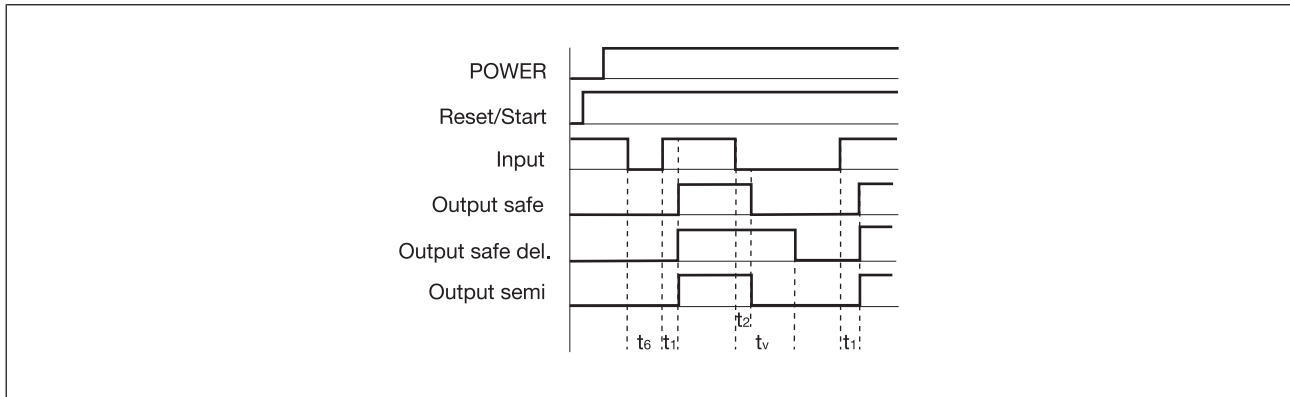 POWER
Reset/Start
Input
Output safe
Output safe del.
Output semi
t2
t6 t1 tv t1